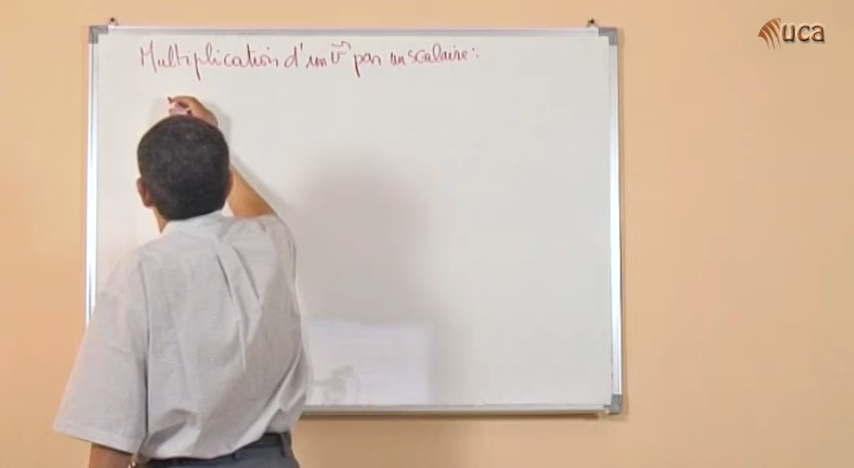 Multiplication d'un v⃗ par un scalaire :
uca